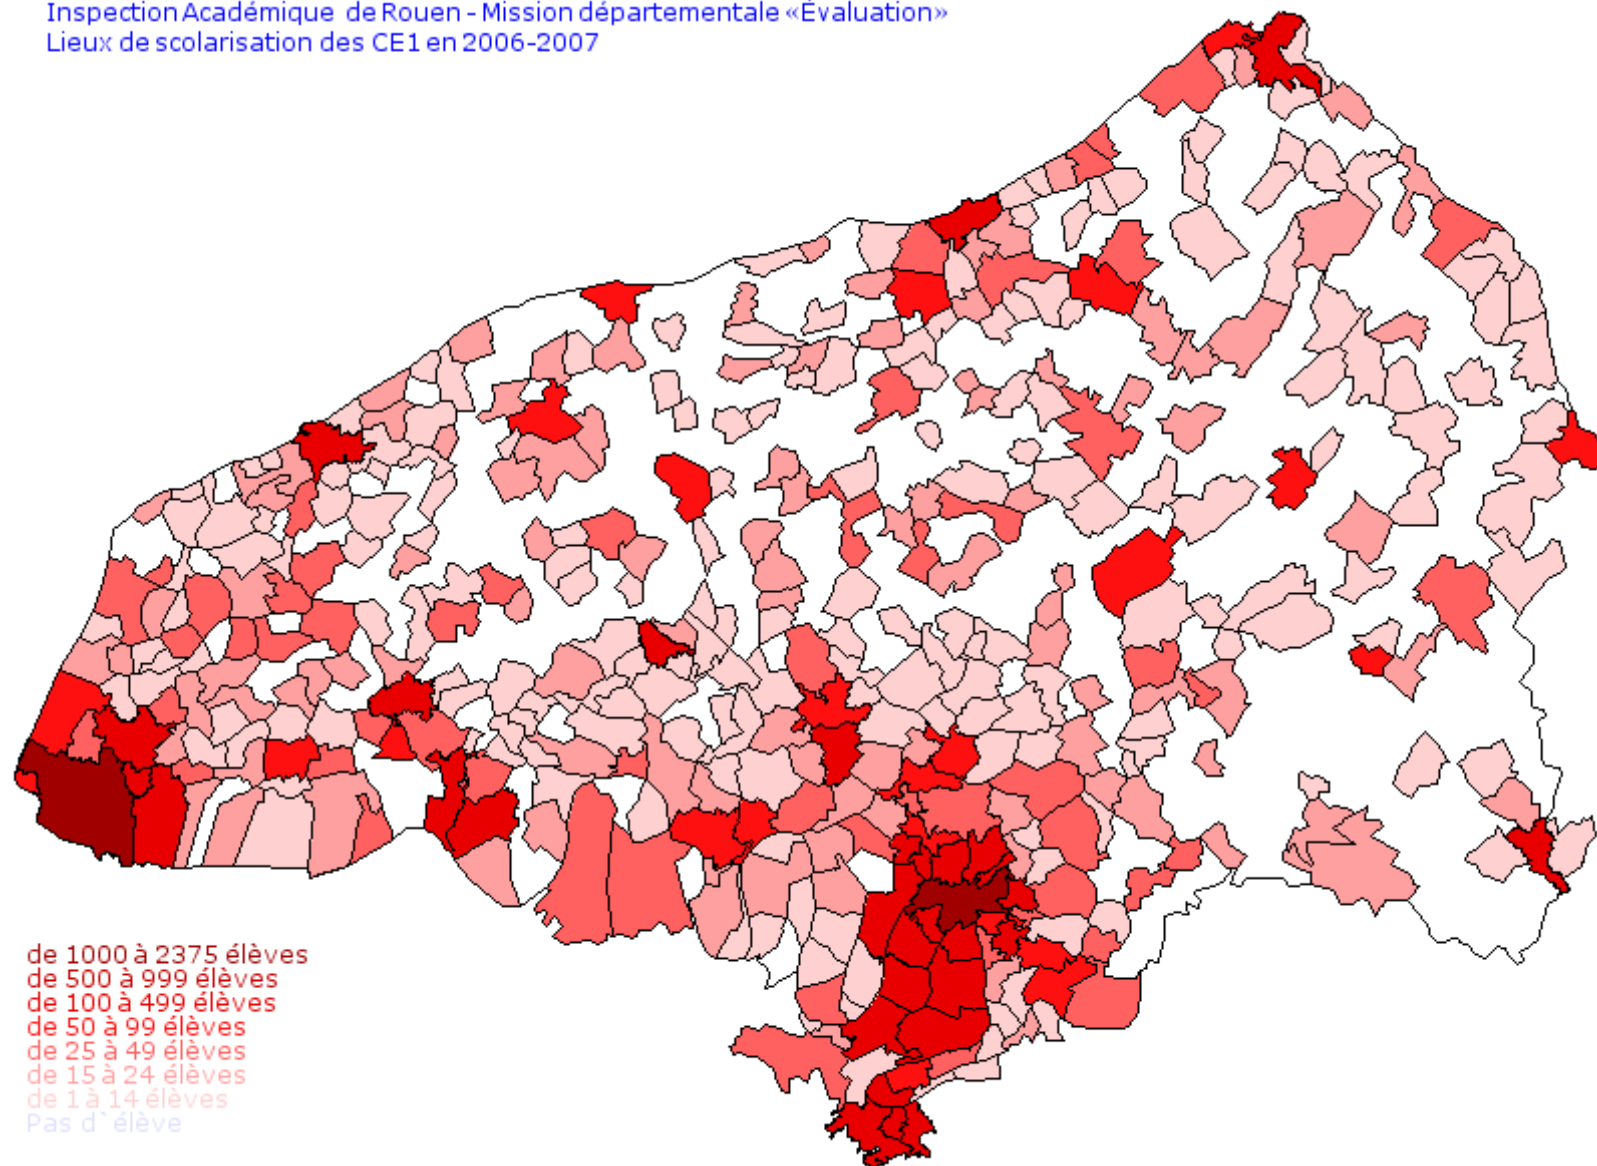 Inspection Académique de Rouen - Mission départementale «Évaluation»
Lieux de scolarisation des CE1 en 2006-2007
de 1000 à 2375 élèves
de 500 à 999 élèves
de 100 à 499 élèves
de 50 à 99 élèves
de 25 à 49 élèves
de 15 à 24 élèves
de 1 à 14 élèves
Pas d`élève